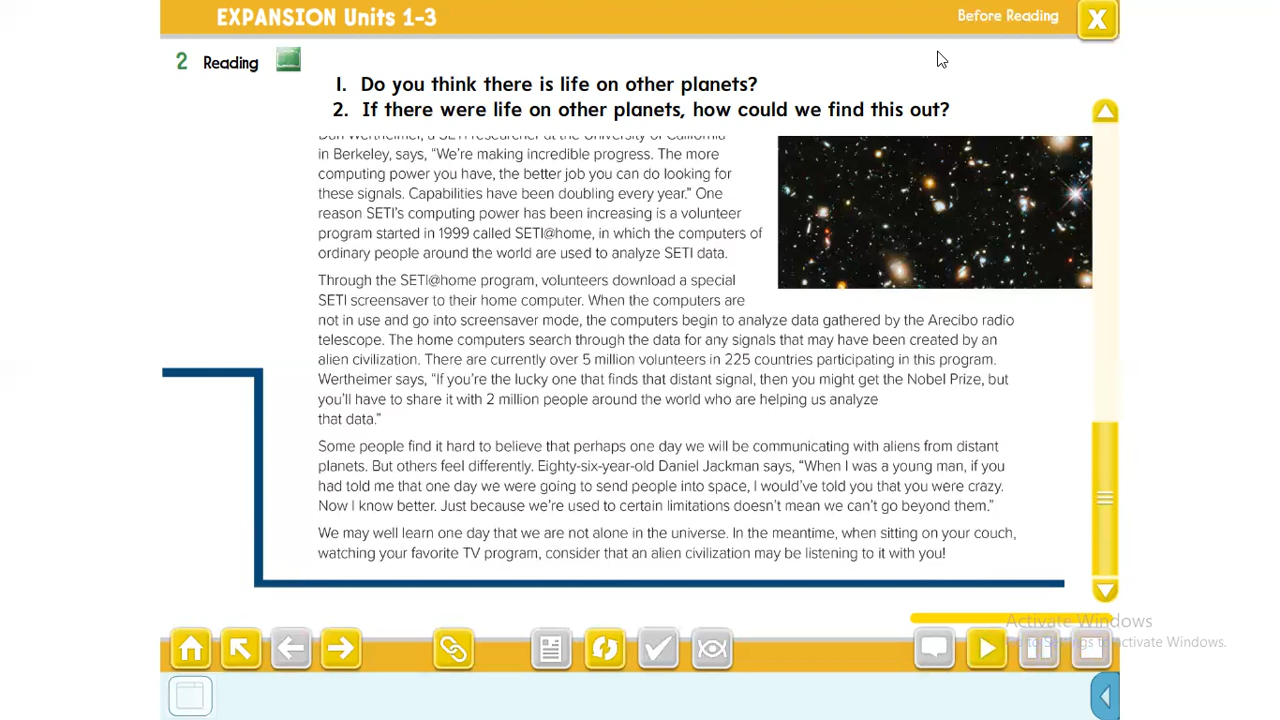 EXPANSION Units 1-3
Before Reading
X
2 Reading
1. Do you think there is life on other planets?
2. If there were life on other planets, how could we find this out?
Dan Wertheimer, a SETI researcher at the University of California
in Berkeley, says, “We’re making incredible progress. The more
computing power you have, the better job you can do looking for
these signals. Capabilities have been doubling every year.” One
reason SETI’s computing power has been increasing is a volunteer
program started in 1999 called SETI@home, in which the computers of
ordinary people around the world are used to analyze SETI data.
Through the SETI@home program, volunteers download a special
SETI screensaver to their home computer. When the computers are
not in use and go into screensaver mode, the computers begin to analyze data gathered by the Arecibo radio
telescope. The home computers search through the data for any signals that may have been created by an
alien civilization. There are currently over 5 million volunteers in 225 countries participating in this program.
Wertheimer says, “If you’re the lucky one that finds that distant signal, then you might get the Nobel Prize, but
you’ll have to share it with 2 million people around the world who are helping us analyze
that data.”
Some people find it hard to believe that perhaps one day we will be communicating with aliens from distant
planets. But others feel differently. Eighty-six-year-old Daniel Jackman says, “When I was a young man, if you
had told me that one day we were going to send people into space, I would’ve told you that you were crazy.
Now I know better. Just because we’re used to certain limitations doesn’t mean we can’t go beyond them.”
We may well learn one day that we are not alone in the universe. In the meantime, when sitting on your couch,
watching your favorite TV program, consider that an alien civilization may be listening to it with you!
Activate Windows
to Settings to activate Windows.